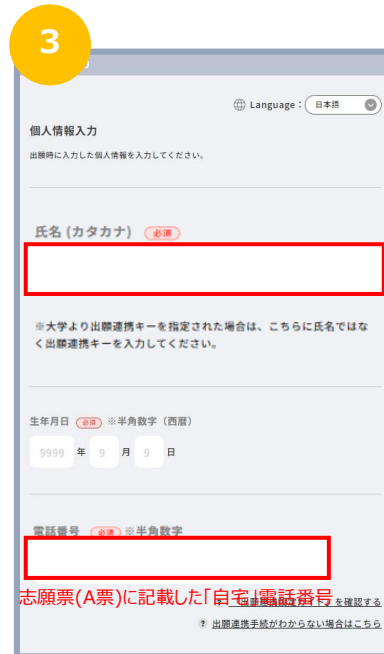 3
Language : 日本語
個人情報入力
出願時に入力した個人情報を入力してください。
氏名 (カタカナ) 必須
※大学より出願連携キーを指定された場合は、こちらに氏名ではな
く出願連携キーを入力してください。
生年月日 必須 ※半角数字（西暦）
9999 年 9 月 9 日
電話番号 必須 ※半角数字
志願票(A票)に記載した「自宅」電話番号
を確認する
? 出願連携手続がわからない場合はこちら